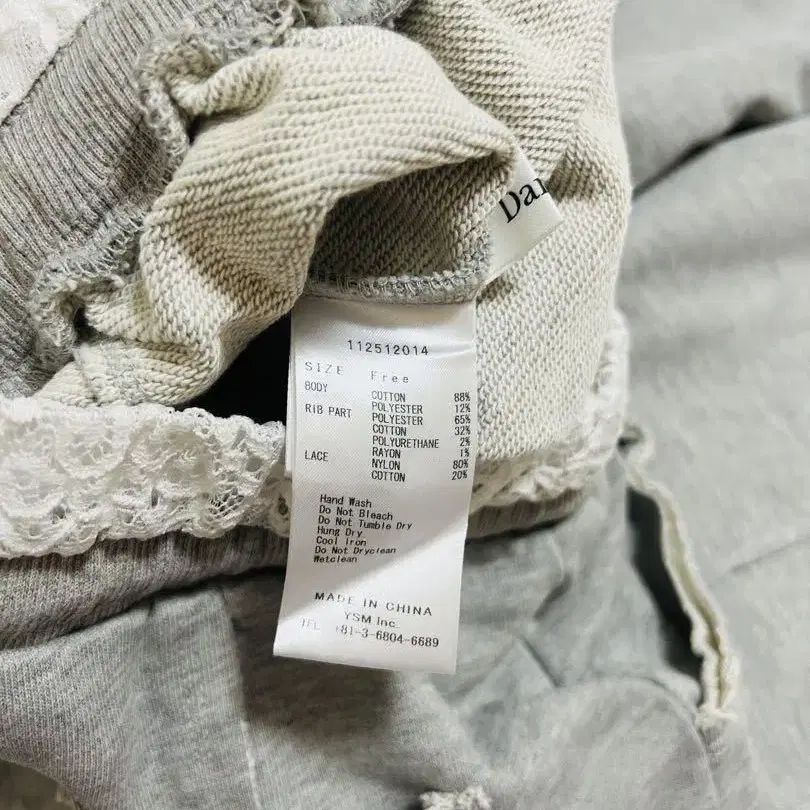 Dar
112512014
SIZE Free
BODY COTTON 88%
POLYESTER 12%
RIB PART POLYESTER 65%
COTTON 32%
POLYURETHANE 2%
RAYON 1%
LACE NYLON 80%
COTTON 20%
Hand Wash
Do Not Bleach
Do Not Tumble Dry
Hung Dry
Cool Iron
Do Not Dryclean
Wetclean
MADE IN CHINA
YSM Inc.
TEL +81-3-6804-6689